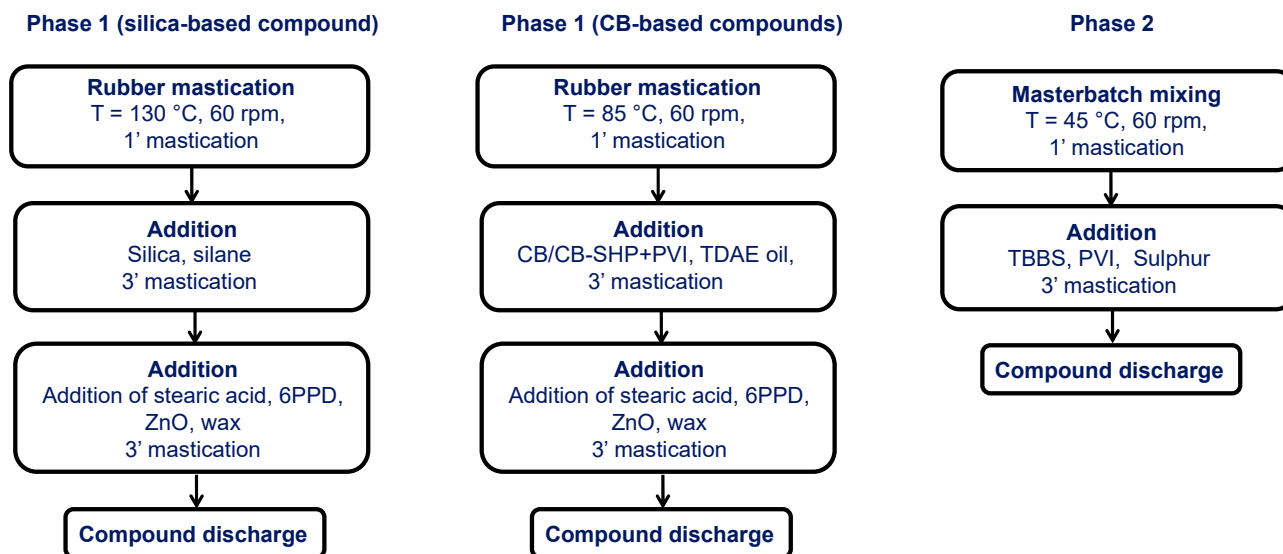 Phase 1 (silica-based compound)
Rubber mastication
T = 130 °C, 60 rpm,
1’ mastication
Addition
Silica, silane
3’ mastication
Addition
Addition of stearic acid, 6PPD,
ZnO, wax
3’ mastication
Compound discharge
Phase 1 (CB-based compounds)
Rubber mastication
T = 85 °C, 60 rpm,
1’ mastication
Addition
CB/CB-SHP+PVI, TDAE oil,
3’ mastication
Addition
Addition of stearic acid, 6PPD,
ZnO, wax
3’ mastication
Compound discharge
Phase 2
Masterbatch mixing
T = 45 °C, 60 rpm,
1’ mastication
Addition
TBBS, PVI, Sulphur
3’ mastication
Compound discharge